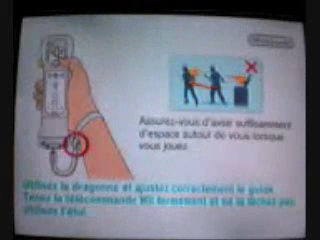 Assurez-vous d'avoir suffisamment
d'espace autour de vous lorsque
vous jouez.
Utilisez la dragonne et ajustez correctement le
Tenez la télécommande Wii fermement et ne la lâchez pas